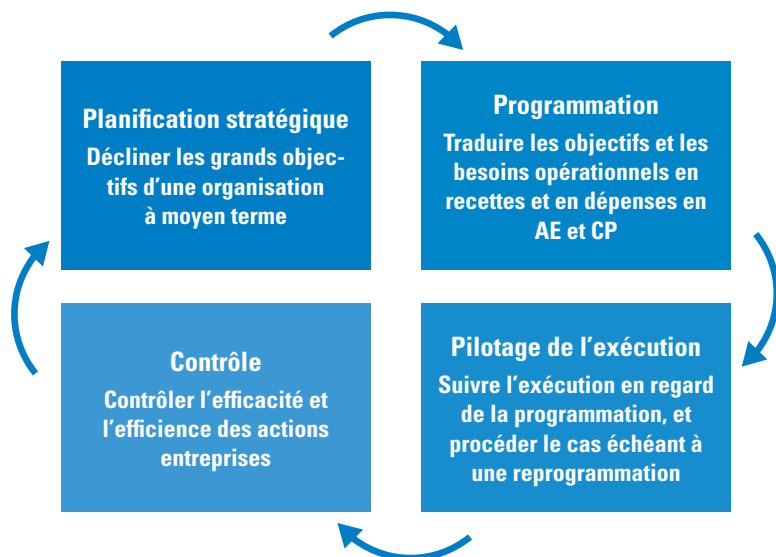 Planification stratégique
Décliner les grands objec-
tifs d’une organisation
à moyen terme
Programmation
Traduire les objectifs et les
besoins opérationnels en
recettes et en dépenses en
AE et CP
Contrôle
Contrôler l’efficacité et
l’efficience des actions
entreprises
Pilotage de l’exécution
Suivre l’exécution en regard
de la programmation, et
procéder le cas échéant à
une reprogrammation